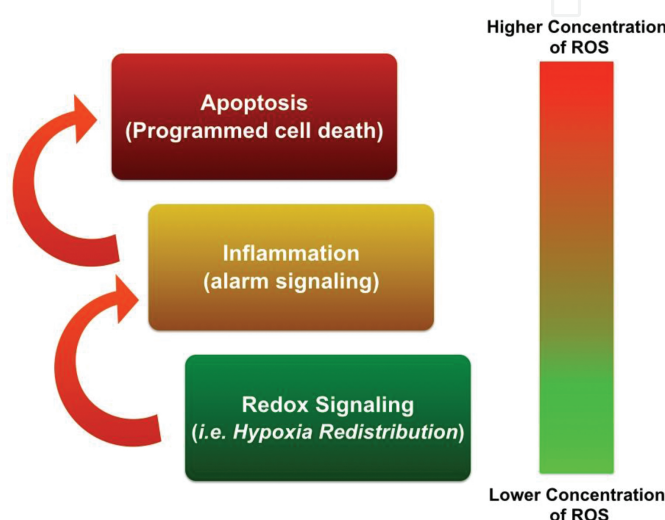 Higher Concentration
of ROS
Apoptosis
(Programmed cell death)
Inflammation
(alarm signaling)
Redox Signaling
(i.e. Hypoxia Redistribution)
Lower Concentration
of ROS